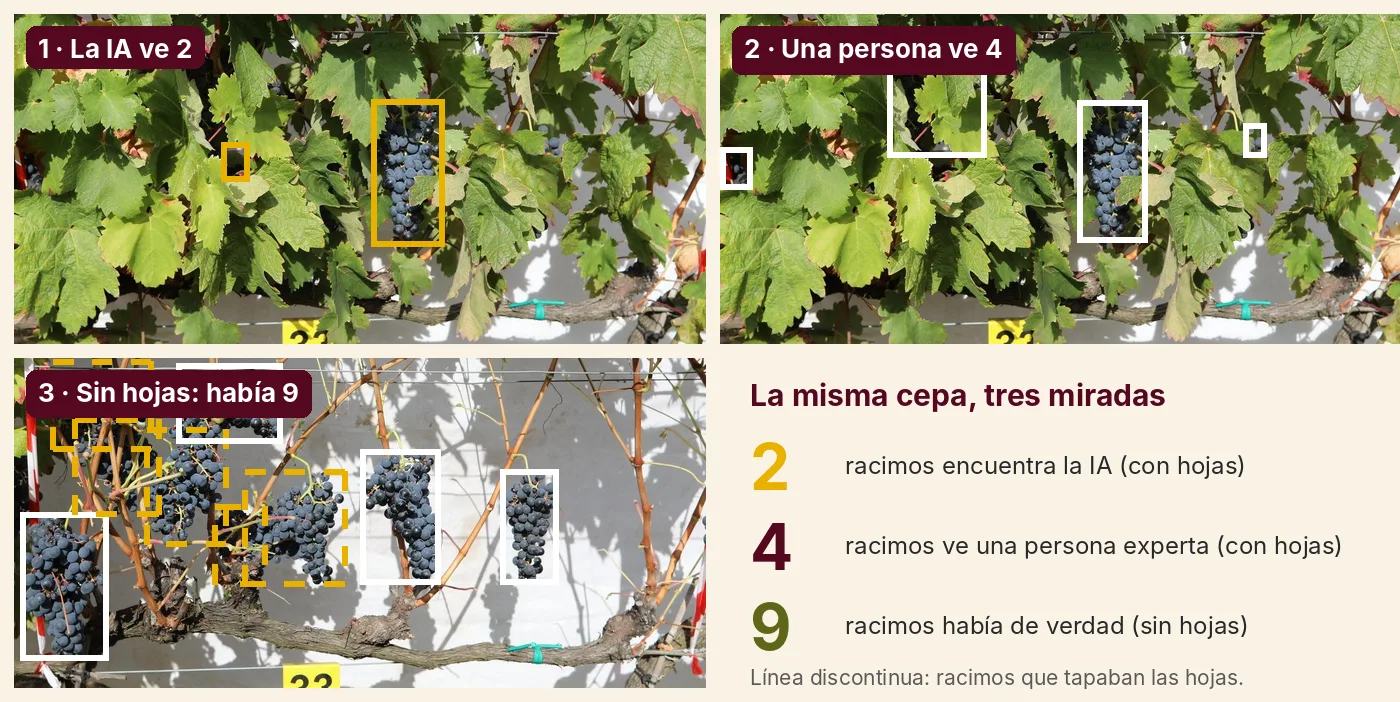 1 · La IA ve 2
2 · Una persona ve 4
3 · Sin hojas: había 9
La misma cepa, tres miradas
2 racimos encuentra la IA (con hojas)
4 racimos ve una persona experta (con hojas)
9 racimos había de verdad (sin hojas)
Línea discontinua: racimos que tapaban las hojas.